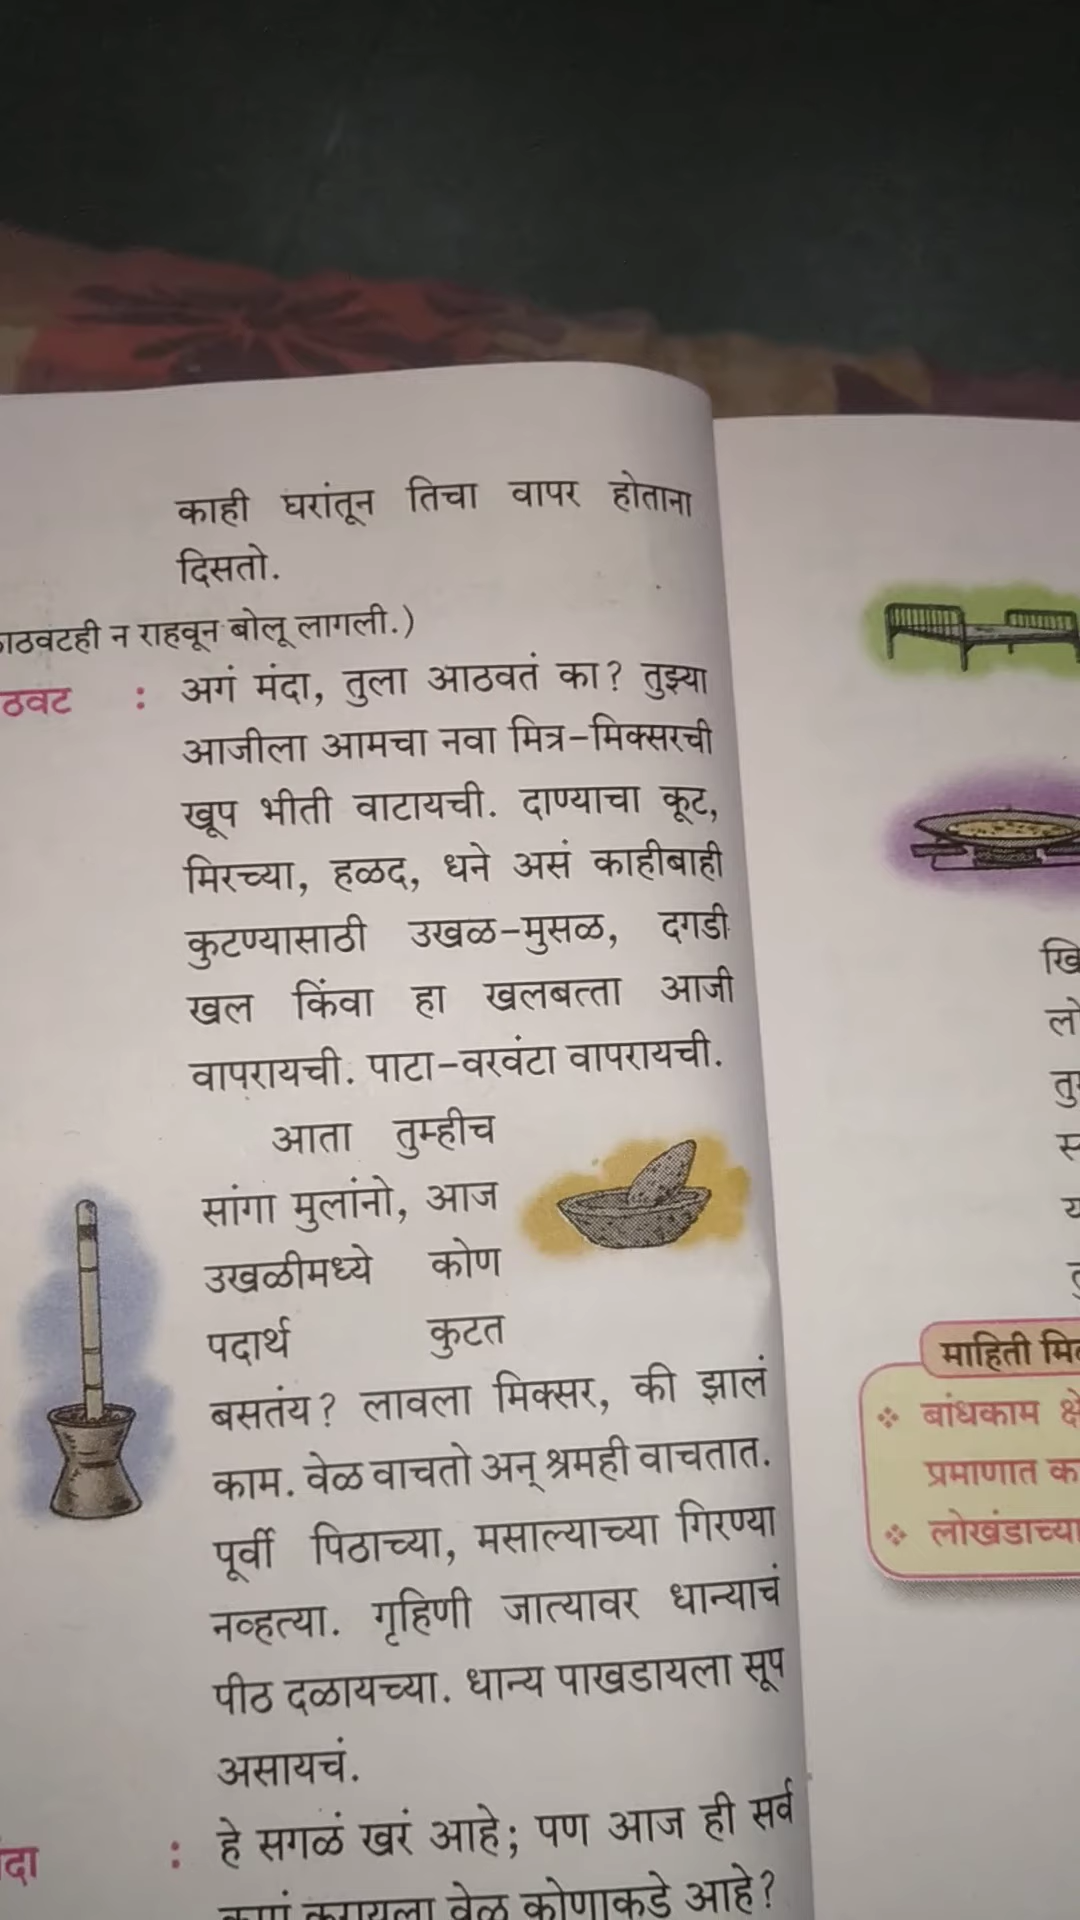 काही घरांतून तिचा वापर होताना
दिसतो.
न राहवून बोलू लागली.)
: अगं मंदा, तुला आठवतं का? तुझ्या
आजीला आमचा नवा मित्र-मिक्सरची
खूप भीती वाटायची. दाण्याचा कूट,
मिरच्या, हळद, धने असं काहीबाही
कुटण्यासाठी उखळ-मुसळ, दगडी
खल किंवा हा खलबत्ता आजी
वापरायची. पाटा-वरवंटा वापरायची.
आता तुम्हीच
सांगा मुलांनो, आज
उखळीमध्ये कोण
पदार्थ कुटत
बसतंय? लावला मिक्सर, की झालं
काम. वेळ वाचतो अन् श्रमही वाचतात.
पूर्वी पिठाच्या, मसाल्याच्या गिरण्या
नव्हत्या. गृहिणी जात्यावर धान्याचं
पीठ दळायच्या. धान्य पाखडायला सूप
असायचं.
: हे सगळं खरं आहे; पण आज ही सर्व
वेळ कोणाकडे आहे?
माहिती
❖ बांधकाम
प्रमाणात
❖ लोखंडाच्या